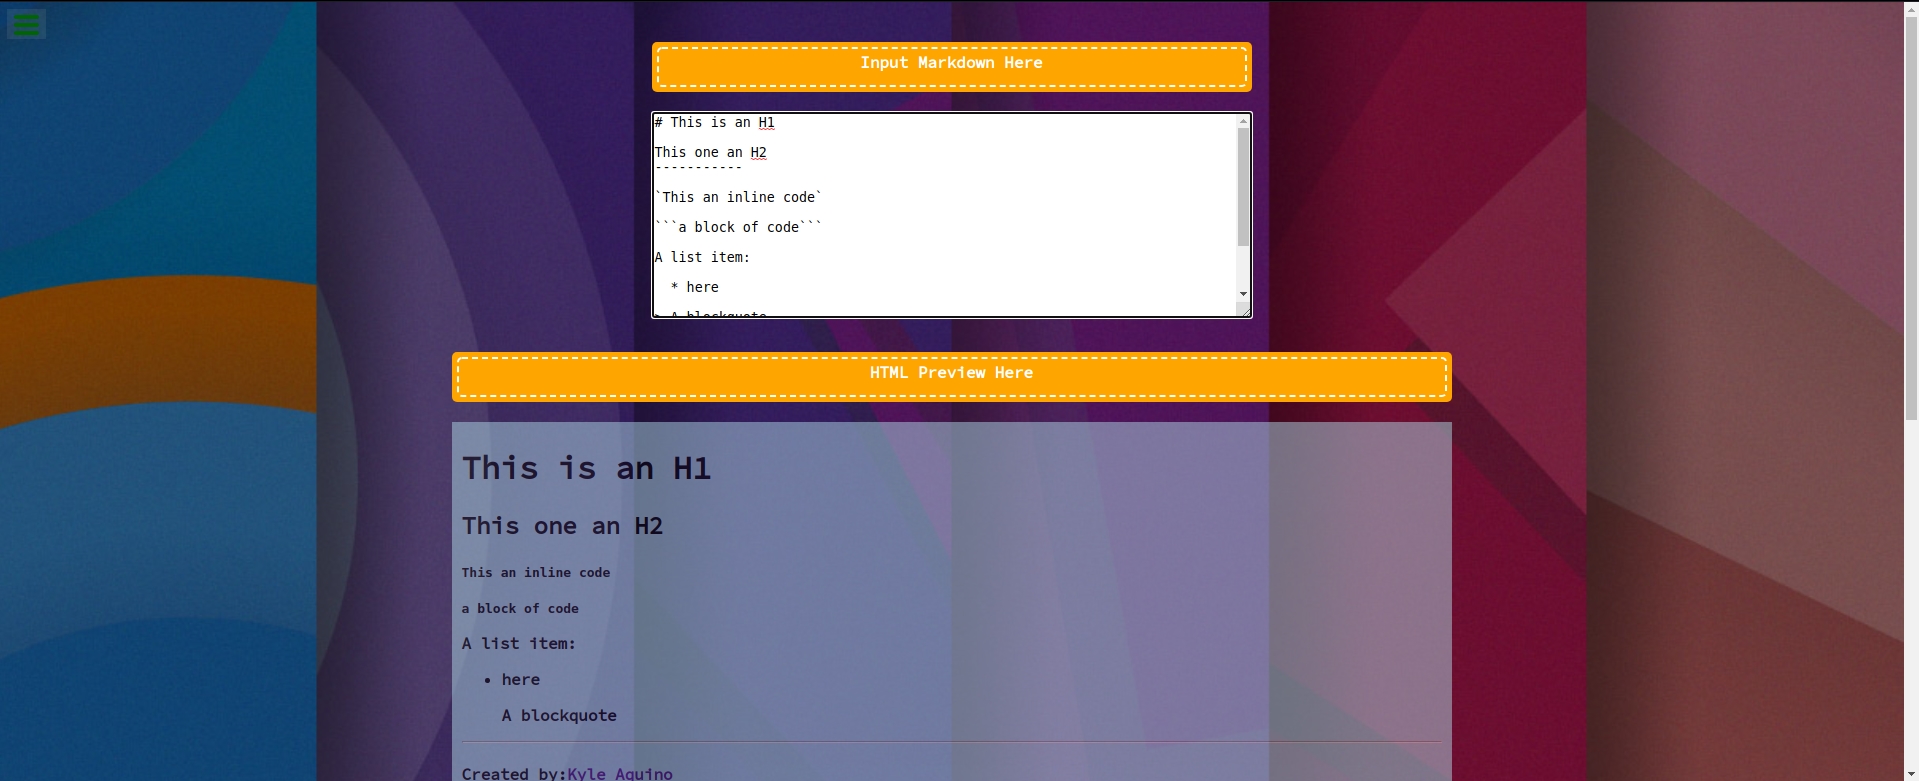 Input Markdown Here
# This is an H1
This one an H2
-----------
`This an inline code`
```a block of code```
A list item:
* here
> A blockquote
HTML Preview Here
This is an H1
This one an H2
This an inline code
a block of code
A list item:
• here
A blockquote
Created by:Kyle Aquino